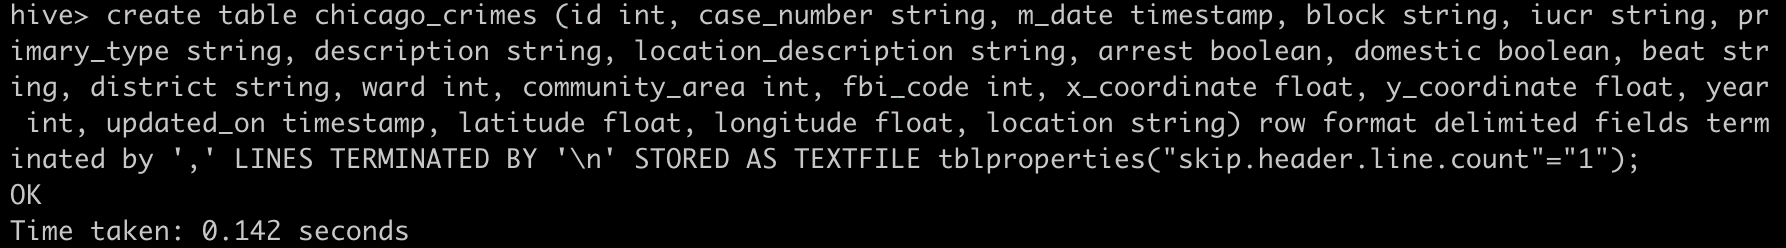 hive> create table chicago_crimes (id int, case_number string, m_date timestamp, block string, iucr string, pr
imary_type string, description string, location_description string, arrest boolean, domestic boolean, beat str
ing, district string, ward int, community_area int, fbi_code int, x_coordinate float, y_coordinate float, year
 int, updated_on timestamp, latitude float, longitude float, location string) row format delimited fields term
inated by ',' LINES TERMINATED BY '\n' STORED AS TEXTFILE tblproperties("skip.header.line.count"="1");
OK
Time taken: 0.142 seconds